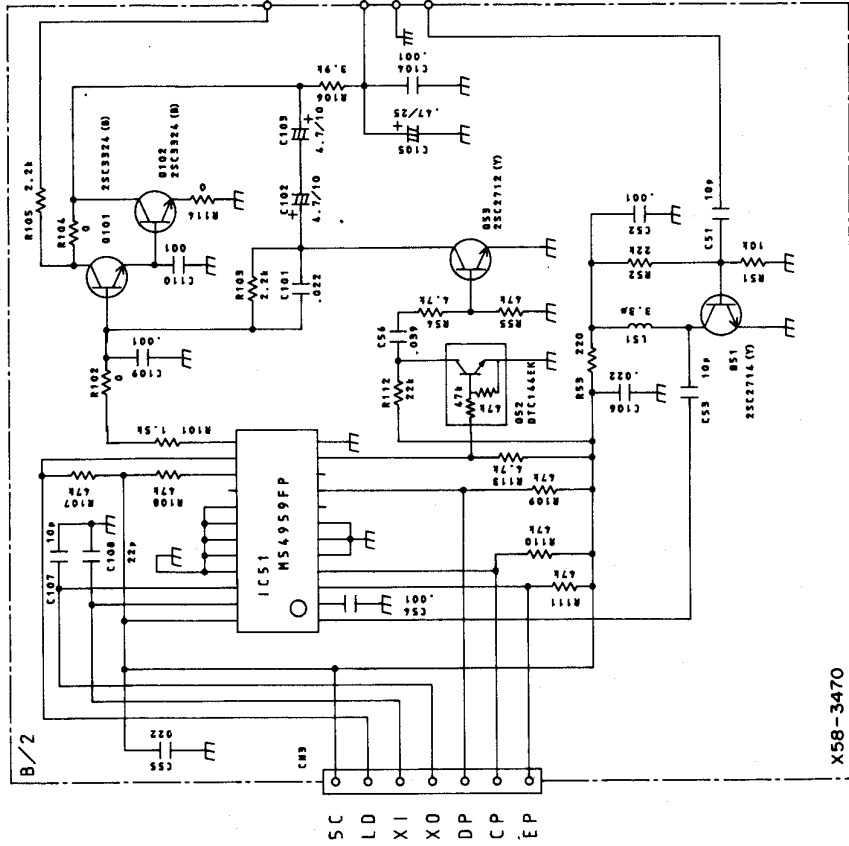 B/2
X58-3470
CN3
5C
LD
XI
XO
DP
CP
EP
IC51
M54959FP
R105 2.2k
R104
0
Q101
2SC3324(B)
Q102
2SC3324(B)
R114
0
C110
001
R102
0
C109
.001
R101 1.5k
R107
47k
R108
47k
C107
10p
C108
22p
C55
022
C54
.001
R103
2.2k
C101
.022
C102
4.7/10
C103
4.7/10
R106
3.9k
C104
.001
C105
.47/25
Q53
2SC2712(Y)
R54
4.7k
R55
47k
C56
.039
R112
22k
47k
47k
Q52
DTC144EK
R113
4.7k
R109
47k
R110
47k
R111
47k
R53 220
C106
.022
L51
3.3μ
R52
22k
C52
.001
C51
10p
R51
10k
Q51
2SC2714(Y)
C53
10p